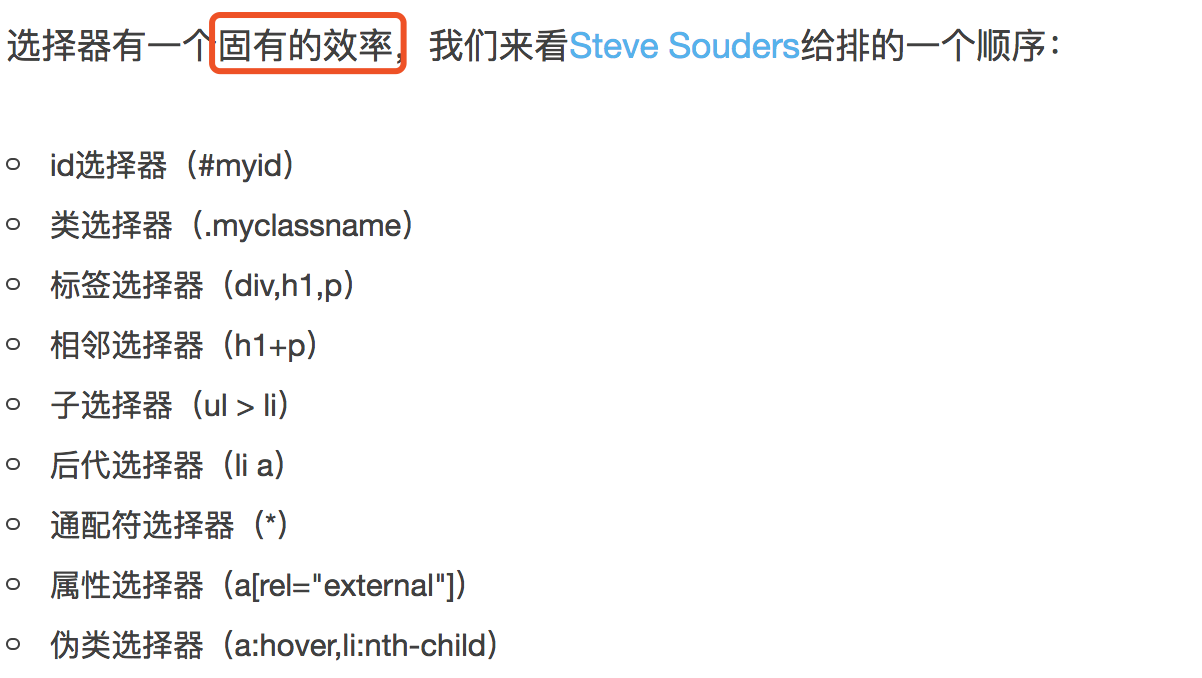 选择器有一个固有的效率，我们来看Steve Souders给排的一个顺序：
id选择器（#myid）
类选择器（.myclassname）
标签选择器（div,h1,p）
相邻选择器（h1+p）
子选择器（ul > li）
后代选择器（li a）
通配符选择器（*）
属性选择器（a[rel="external"]）
伪类选择器（a:hover,li:nth-child）